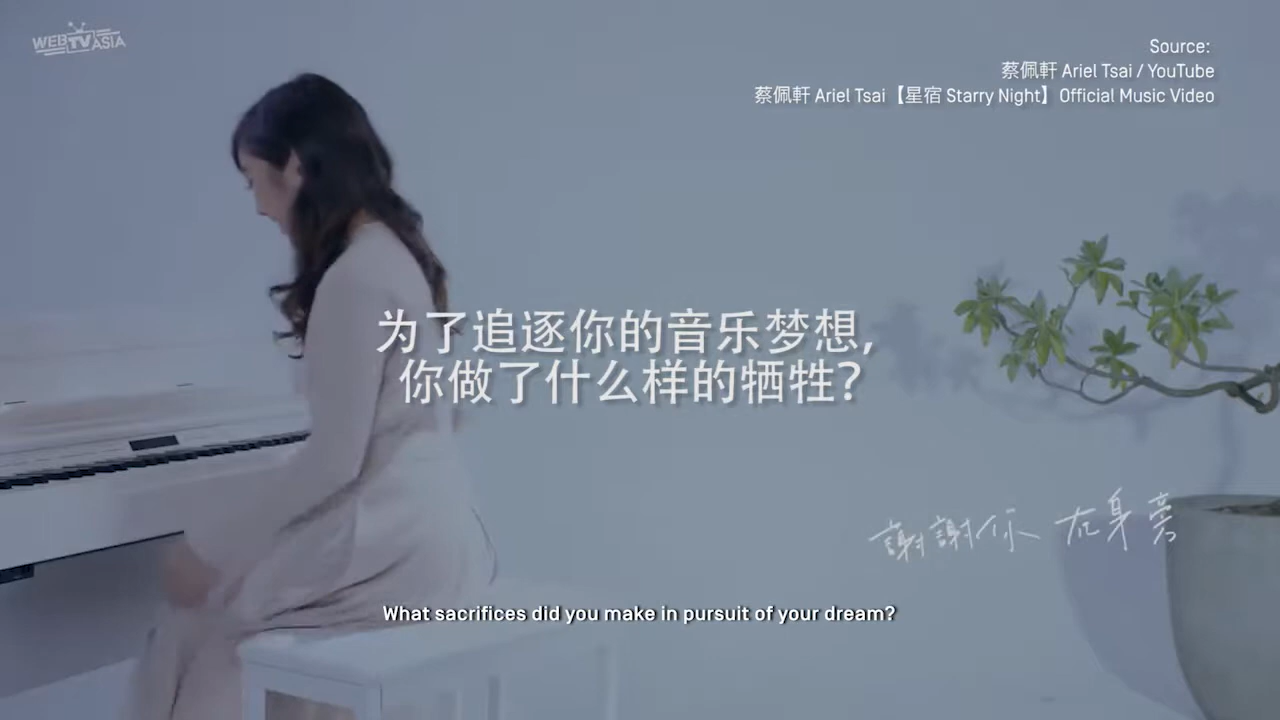 WEBTVASIA
Source:
蔡佩軒 Ariel Tsai / YouTube
蔡佩軒 Ariel Tsai【星宿 Starry Night】Official Music Video
为了追逐你的音乐梦想,
你做了什么样的牺牲?
謝謝你 在身旁
What sacrifices did you make in pursuit of your dream?